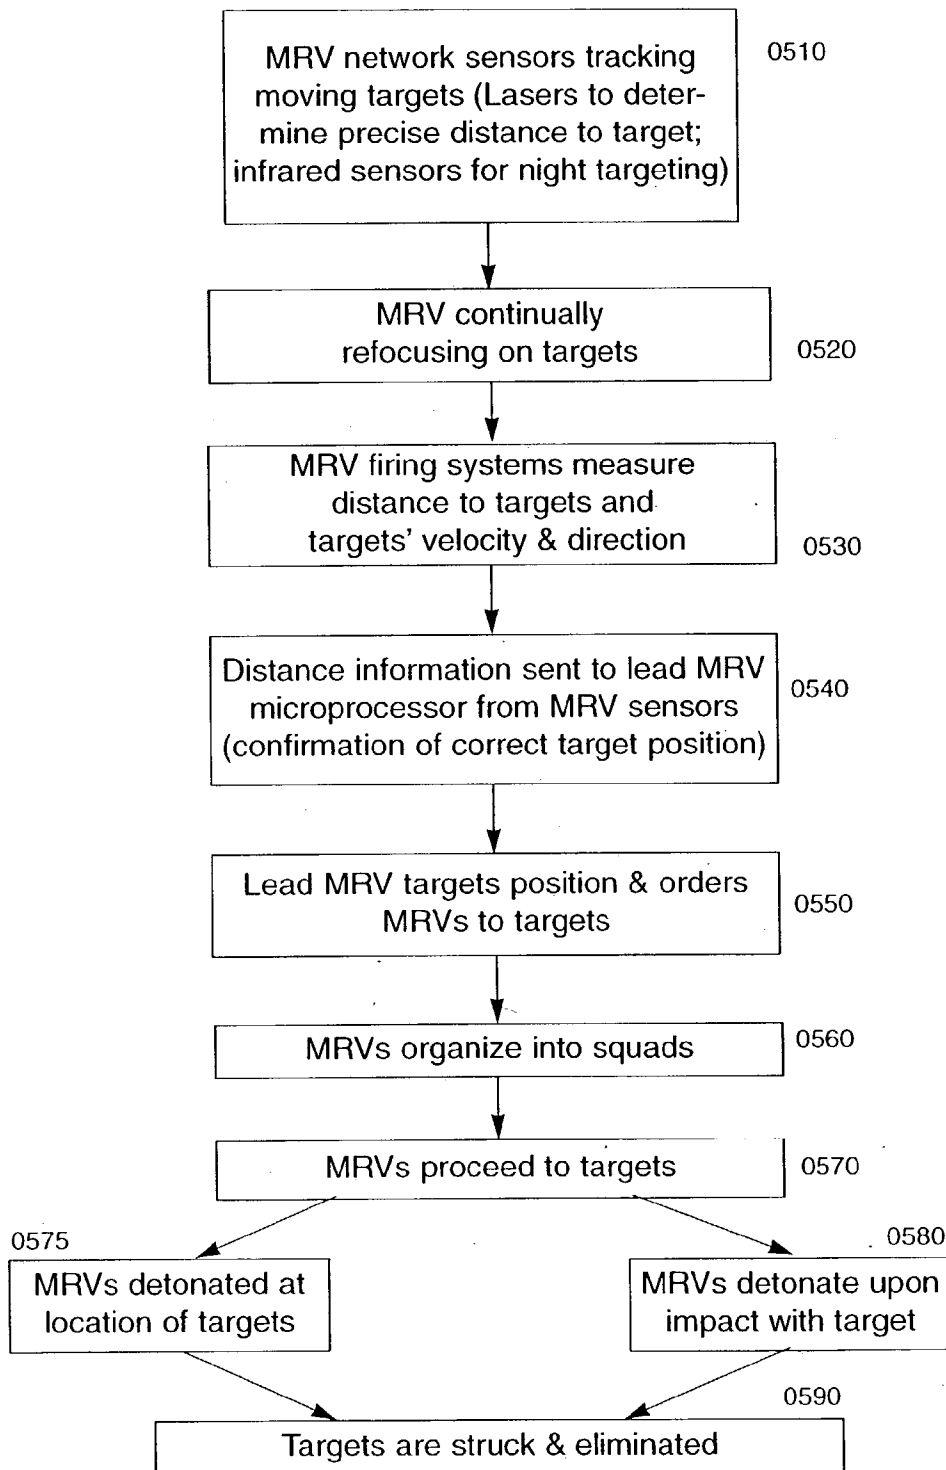 MRV network sensors tracking
moving targets (Lasers to deter-
mine precise distance to target;
infrared sensors for night targeting)
0510
MRV continually
refocusing on targets
0520
MRV firing systems measure
distance to targets and
targets' velocity & direction
0530
Distance information sent to lead MRV
microprocessor from MRV sensors
(confirmation of correct target position)
0540
Lead MRV targets position & orders
MRVs to targets
0550
MRVs organize into squads
0560
MRVs proceed to targets
0570
0575
MRVs detonated at
location of targets
0580
MRVs detonate upon
impact with target
0590
Targets are struck & eliminated